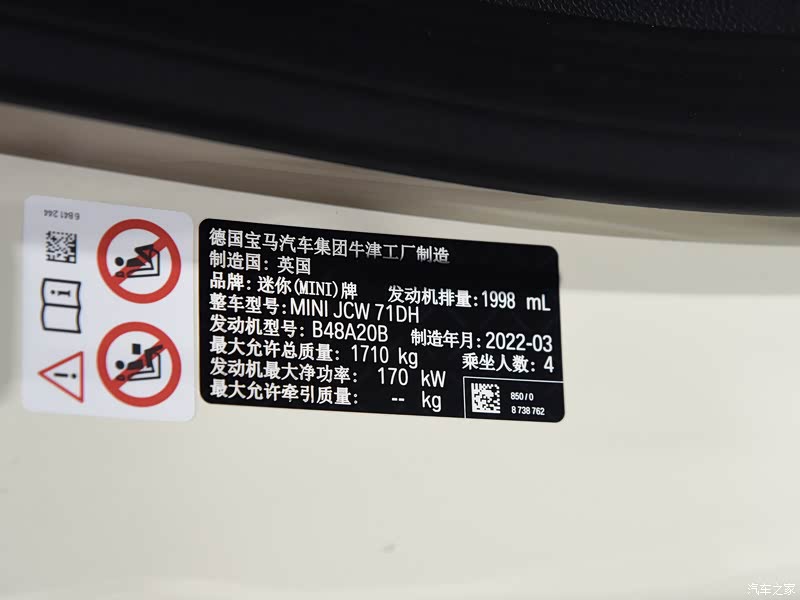 6 841 244
德国宝马汽车集团牛津工厂制造
制造国: 英国
品牌: 迷你(MINI)牌 发动机排量: 1998 mL
整车型号: MINI JCW 71DH
发动机型号: B48A20B 制造年月: 2022-03
最大允许总质量: 1710 kg 乘坐人数: 4
发动机最大净功率: 170 kW
最大允许牵引质量: -- kg
850 / 0
8 738 762
汽车之家